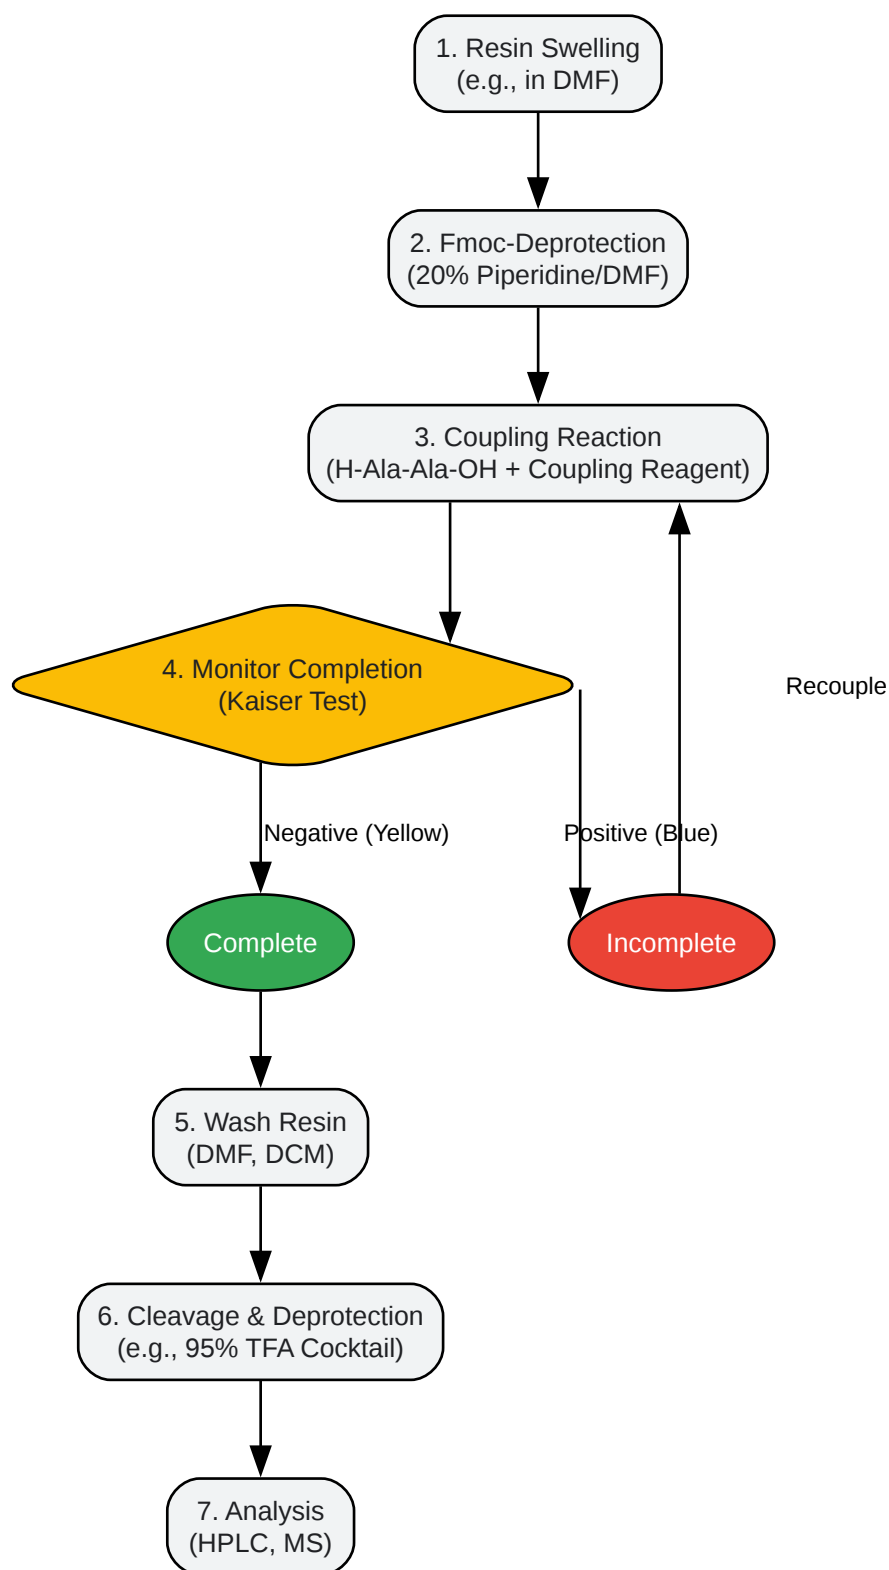 1. Resin Swelling
(e.g., in DMF)
2. Fmoc-Deprotection
(20% Piperidine/DMF)
3. Coupling Reaction
(H-Ala-Ala-OH + Coupling Reagent)
4. Monitor Completion
(Kaiser Test)
Recouple
Negative (Yellow)
Positive (Blue)
Complete
Incomplete
5. Wash Resin
(DMF, DCM)
6. Cleavage & Deprotection
(e.g., 95% TFA Cocktail)
7. Analysis
(HPLC, MS)